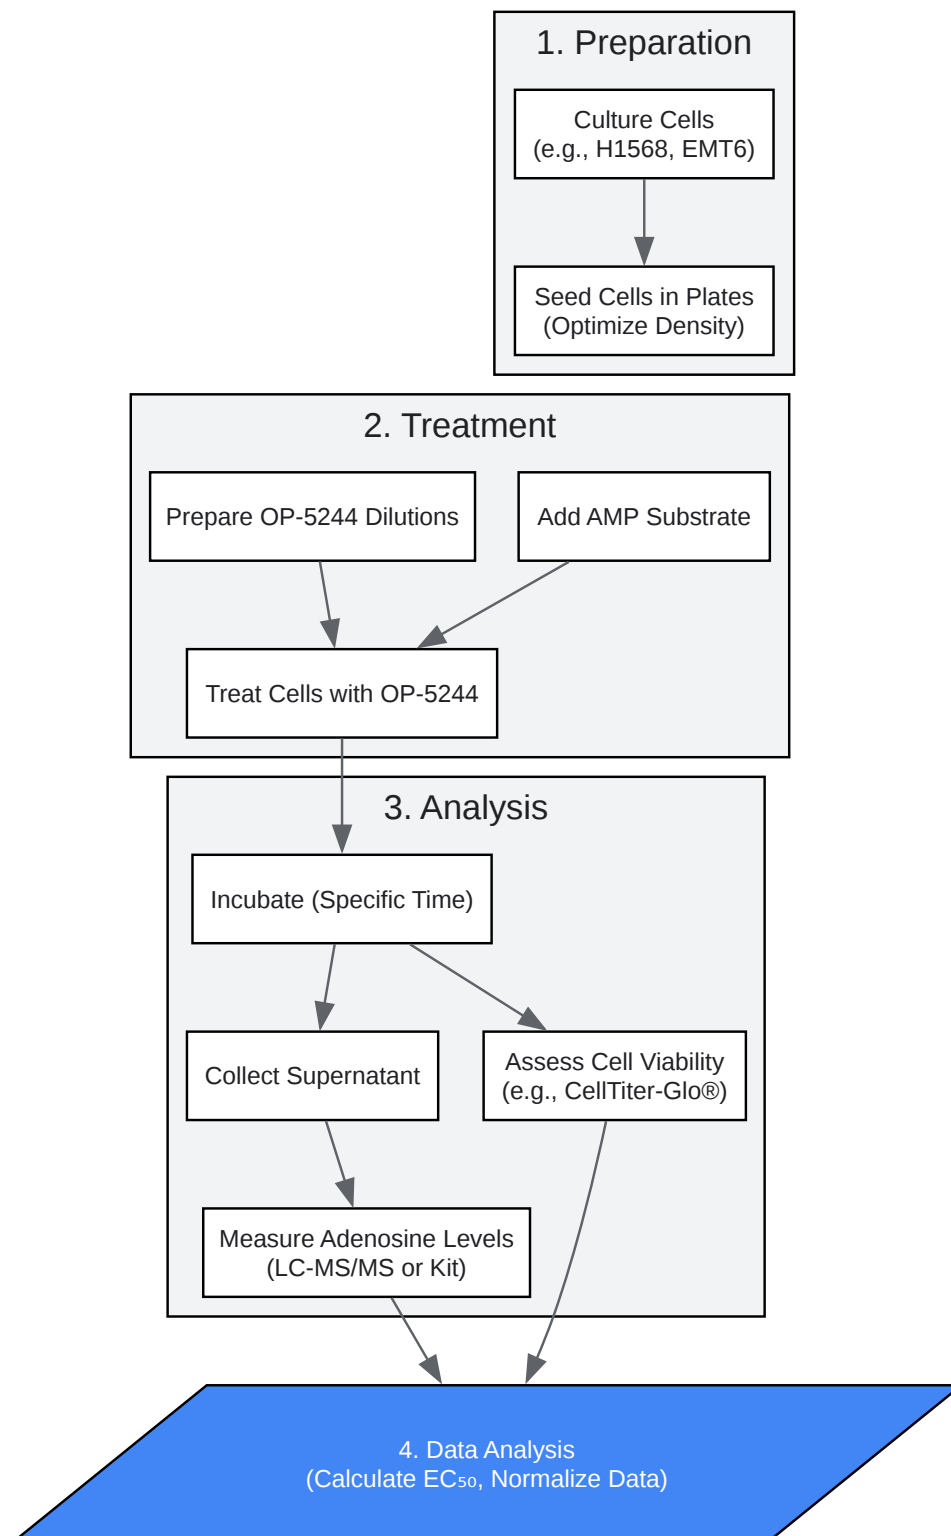 1. Preparation
Culture Cells
(e.g., H1568, EMT6)
Seed Cells in Plates
(Optimize Density)
2. Treatment
Prepare OP-5244 Dilutions
Add AMP Substrate
Treat Cells with OP-5244
3. Analysis
Incubate (Specific Time)
Collect Supernatant
Assess Cell Viability
(e.g., CellTiter-Glo®)
Measure Adenosine Levels
(LC-MS/MS or Kit)
4. Data Analysis
(Calculate EC₅₀, Normalize Data)